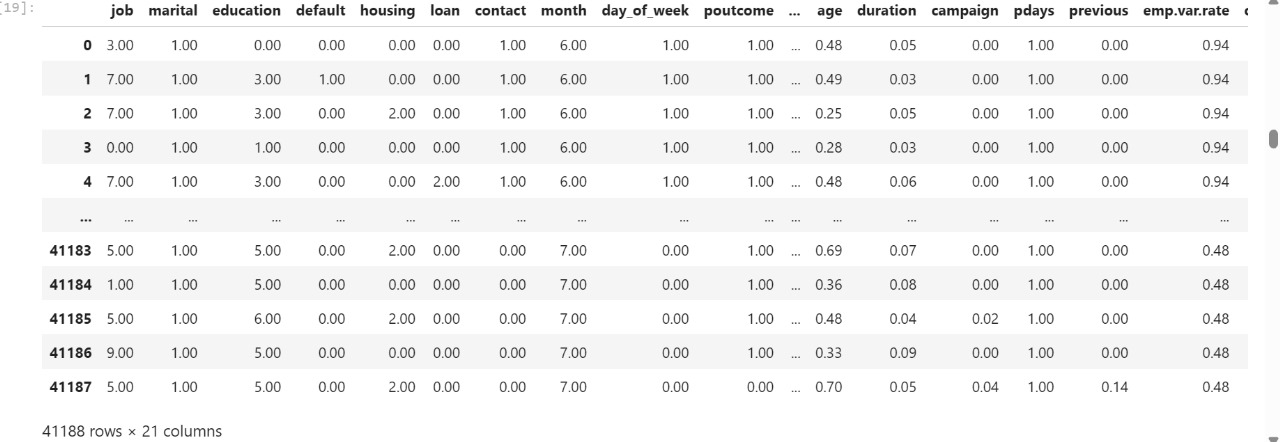 [19]:
job marital education default housing loan contact month day_of_week poutcome ... age duration campaign pdays previous emp.var.rate
0 3.00 1.00 0.00 0.00 0.00 0.00 1.00 6.00 1.00 1.00 ... 0.48 0.05 0.00 1.00 0.00 0.94
1 7.00 1.00 3.00 1.00 0.00 0.00 1.00 6.00 1.00 1.00 ... 0.49 0.03 0.00 1.00 0.00 0.94
2 7.00 1.00 3.00 0.00 2.00 0.00 1.00 6.00 1.00 1.00 ... 0.25 0.05 0.00 1.00 0.00 0.94
3 0.00 1.00 1.00 0.00 0.00 0.00 1.00 6.00 1.00 1.00 ... 0.28 0.03 0.00 1.00 0.00 0.94
4 7.00 1.00 3.00 0.00 0.00 2.00 1.00 6.00 1.00 1.00 ... 0.48 0.06 0.00 1.00 0.00 0.94
... ... ... ... ... ... ... ... ... ... ... ... ... ... ... ... ... ...
41183 5.00 1.00 5.00 0.00 2.00 0.00 0.00 7.00 0.00 1.00 ... 0.69 0.07 0.00 1.00 0.00 0.48
41184 1.00 1.00 5.00 0.00 0.00 0.00 0.00 7.00 0.00 1.00 ... 0.36 0.08 0.00 1.00 0.00 0.48
41185 5.00 1.00 6.00 0.00 2.00 0.00 0.00 7.00 0.00 1.00 ... 0.48 0.04 0.02 1.00 0.00 0.48
41186 9.00 1.00 5.00 0.00 0.00 0.00 0.00 7.00 0.00 1.00 ... 0.33 0.09 0.00 1.00 0.00 0.48
41187 5.00 1.00 5.00 0.00 2.00 0.00 0.00 7.00 0.00 0.00 ... 0.70 0.05 0.04 1.00 0.14 0.48
41188 rows × 21 columns